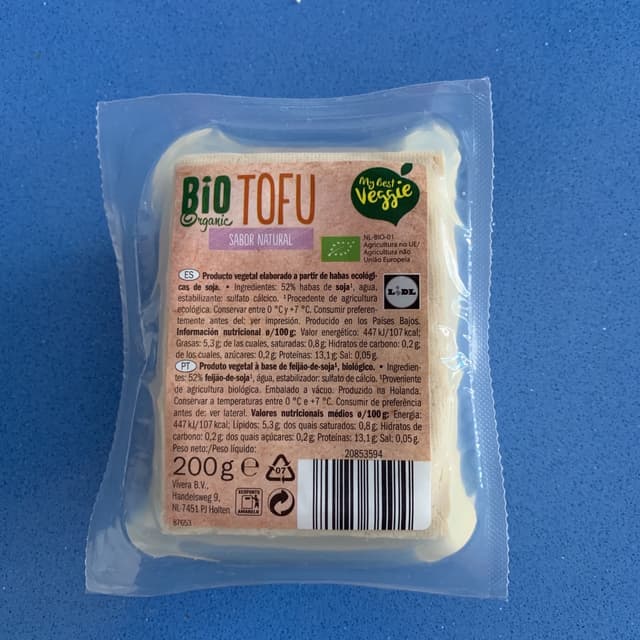 BIO
Organic
TOFU
My Best
Veggie
SABOR NATURAL
NL-BIO-01
Agricultura no UE/
Agricultura não
União Europeia
ES Producto vegetal elaborado a partir de habas ecológi-
cas de soja. • Ingredientes: 52% habas de soja¹, agua,
estabilizante: sulfato cálcico. ¹Procedente de agricultura
ecológica. Conservar entre 0 °C y +7 °C. Consumir preferen-
temente antes de: ver impresión. Producido en los Países Bajos.
Información nutricional ø/100 g: Valor energético: 447 kJ/107 kcal;
Grasas: 5,3 g; de las cuales, saturadas: 0,8 g; Hidratos de carbono: 0,2 g,
de los cuales, azúcares: 0,2 g; Proteínas: 13,1 g; Sal: 0,05 g.
LIDL
PT Produto vegetal à base de feijão-de-soja¹, biológico. • Ingredien-
tes: 52% feijão-de-soja¹, água, estabilizador: sulfato de cálcio. ¹Proveniente
de agricultura biológica. Embalado a vácuo. Produzido na Holanda.
Conservar a temperaturas entre 0 °C e +7 °C. Consumir de preferência
antes de: ver lateral. Valores nutricionais médios ø/100 g: Energia:
447 kJ/107 kcal; Lípidos: 5,3 g; dos quais saturados: 0,8 g; Hidratos de
carbono: 0,2 g; dos quais açúcares: 0,2 g; Proteínas: 13,1 g; Sal: 0,05 g.
Peso neto:/Peso líquido:
200 g e
07
20853594
Vivera B.V.,
Handelsweg 9,
NL-7451 PJ Holten
ECOPONTO
AMARELO
87653